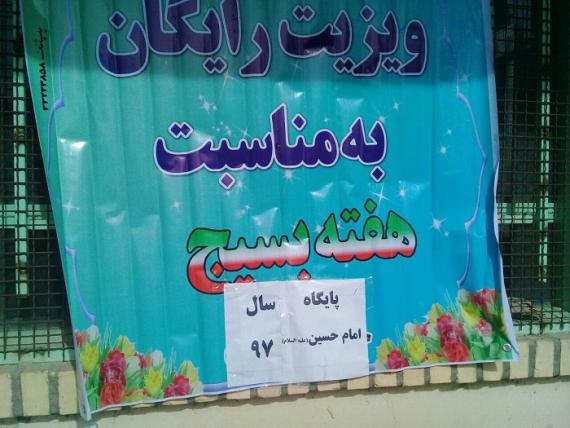 ویزیت رایگان
به مناسبت
هفته بسیج
پایگاه سال
امام حسین (علیه السلام) ۹۷